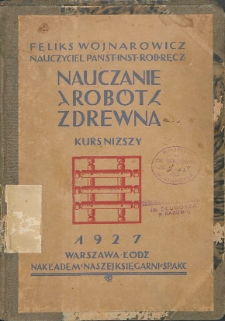 FELIKS WOJNAROWICZ
NAUCZYCIEL PAŃST·INST·ROB·RĘCZ
NAUCZANIE
ROBÓT
Z DREWNA
KURS NIŻSZY
1927
WARSZAWA-ŁÓDŹ
NAKŁADEM·NASZEJ KSIĘGARNI·SP·AKC